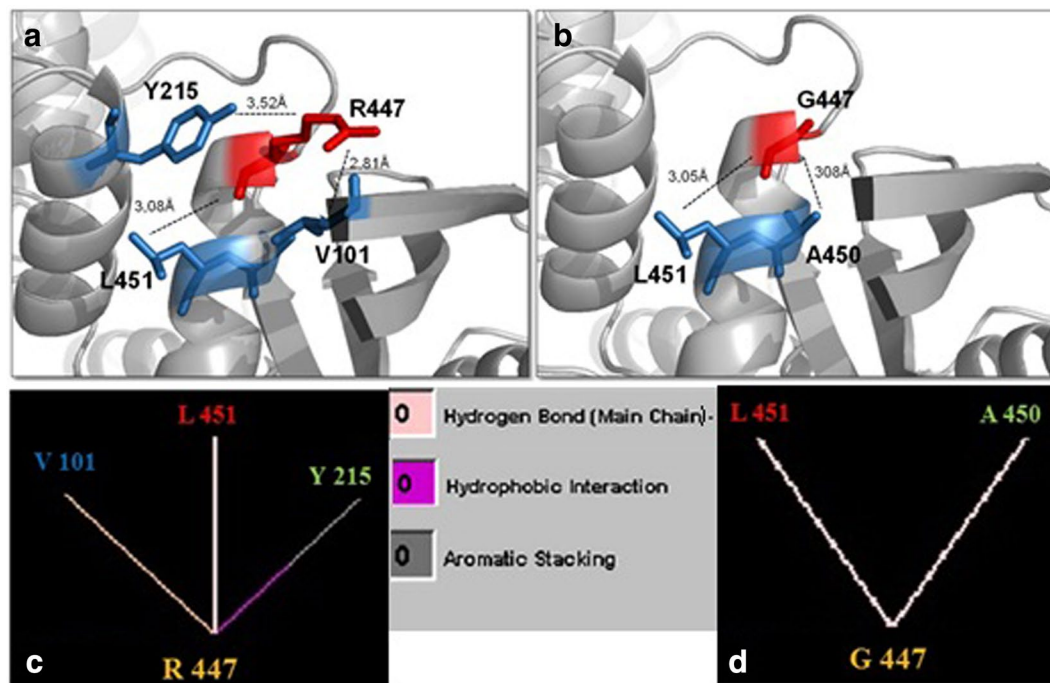 a
Y215
3.52Å
R447
2.81Å
3.08Å
L451
V101
b
G447
3.05Å
308Å
L451
A450
L 451
V 101
Y 215
R 447
c
0 Hydrogen Bond (Main Chain)-
0 Hydrophobic Interaction
0 Aromatic Stacking
L 451
A 450
G 447
d